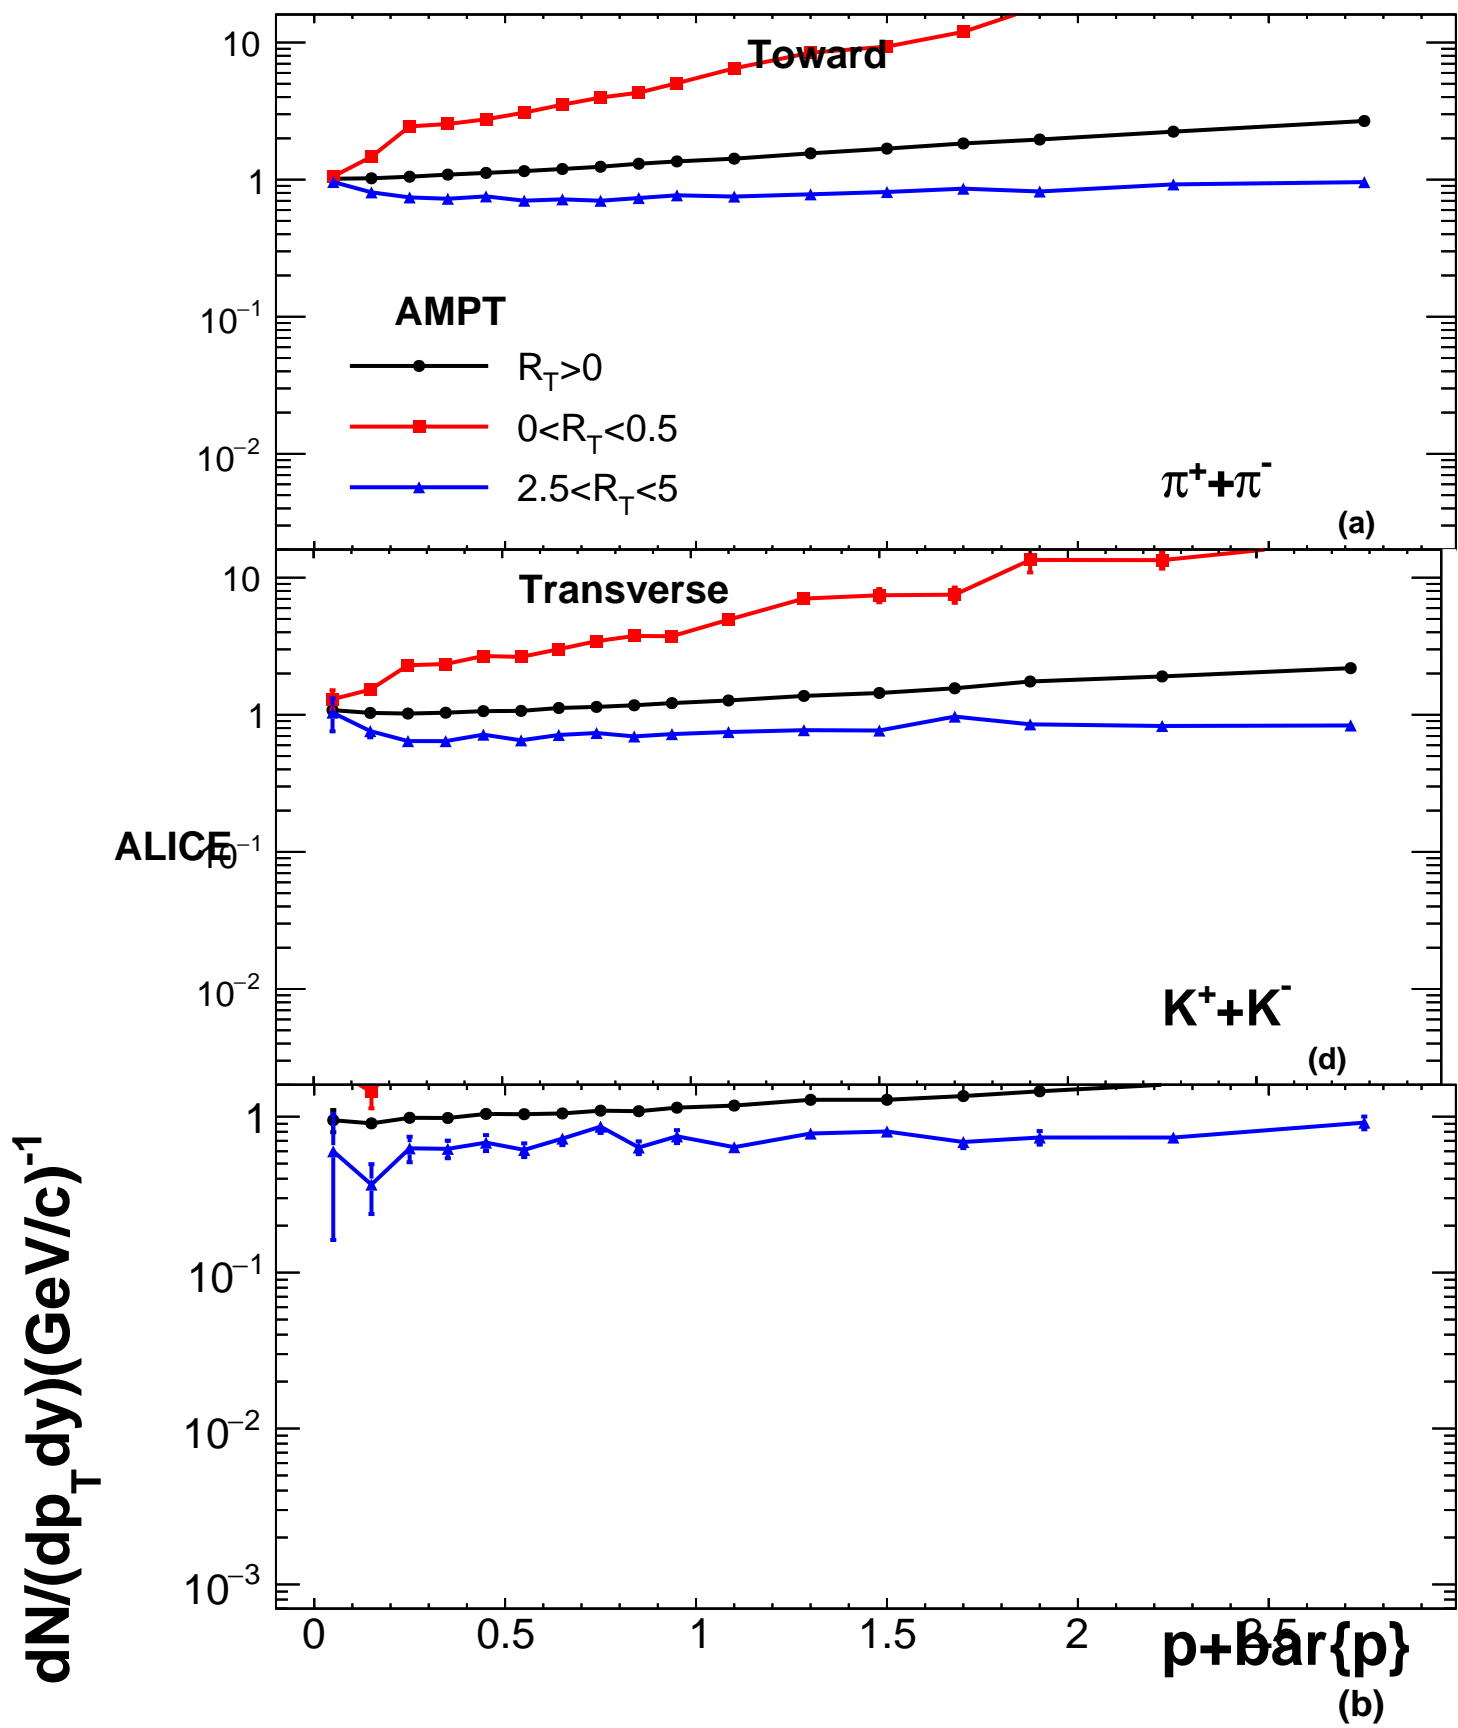 10
Toward
1
10−1
AMPT
RT>0
0<RT<0.5
10−2
2.5<RT<5
π++π-
(a)
10
Transverse
1
ALICE
10−1
10−2
K++K-
(d)
1
10−1
10−2
10−3
dN/(dpTdy)(GeV/c)-1
0 0.5 1 1.5 2 2.5
p+bar{p}
(b)